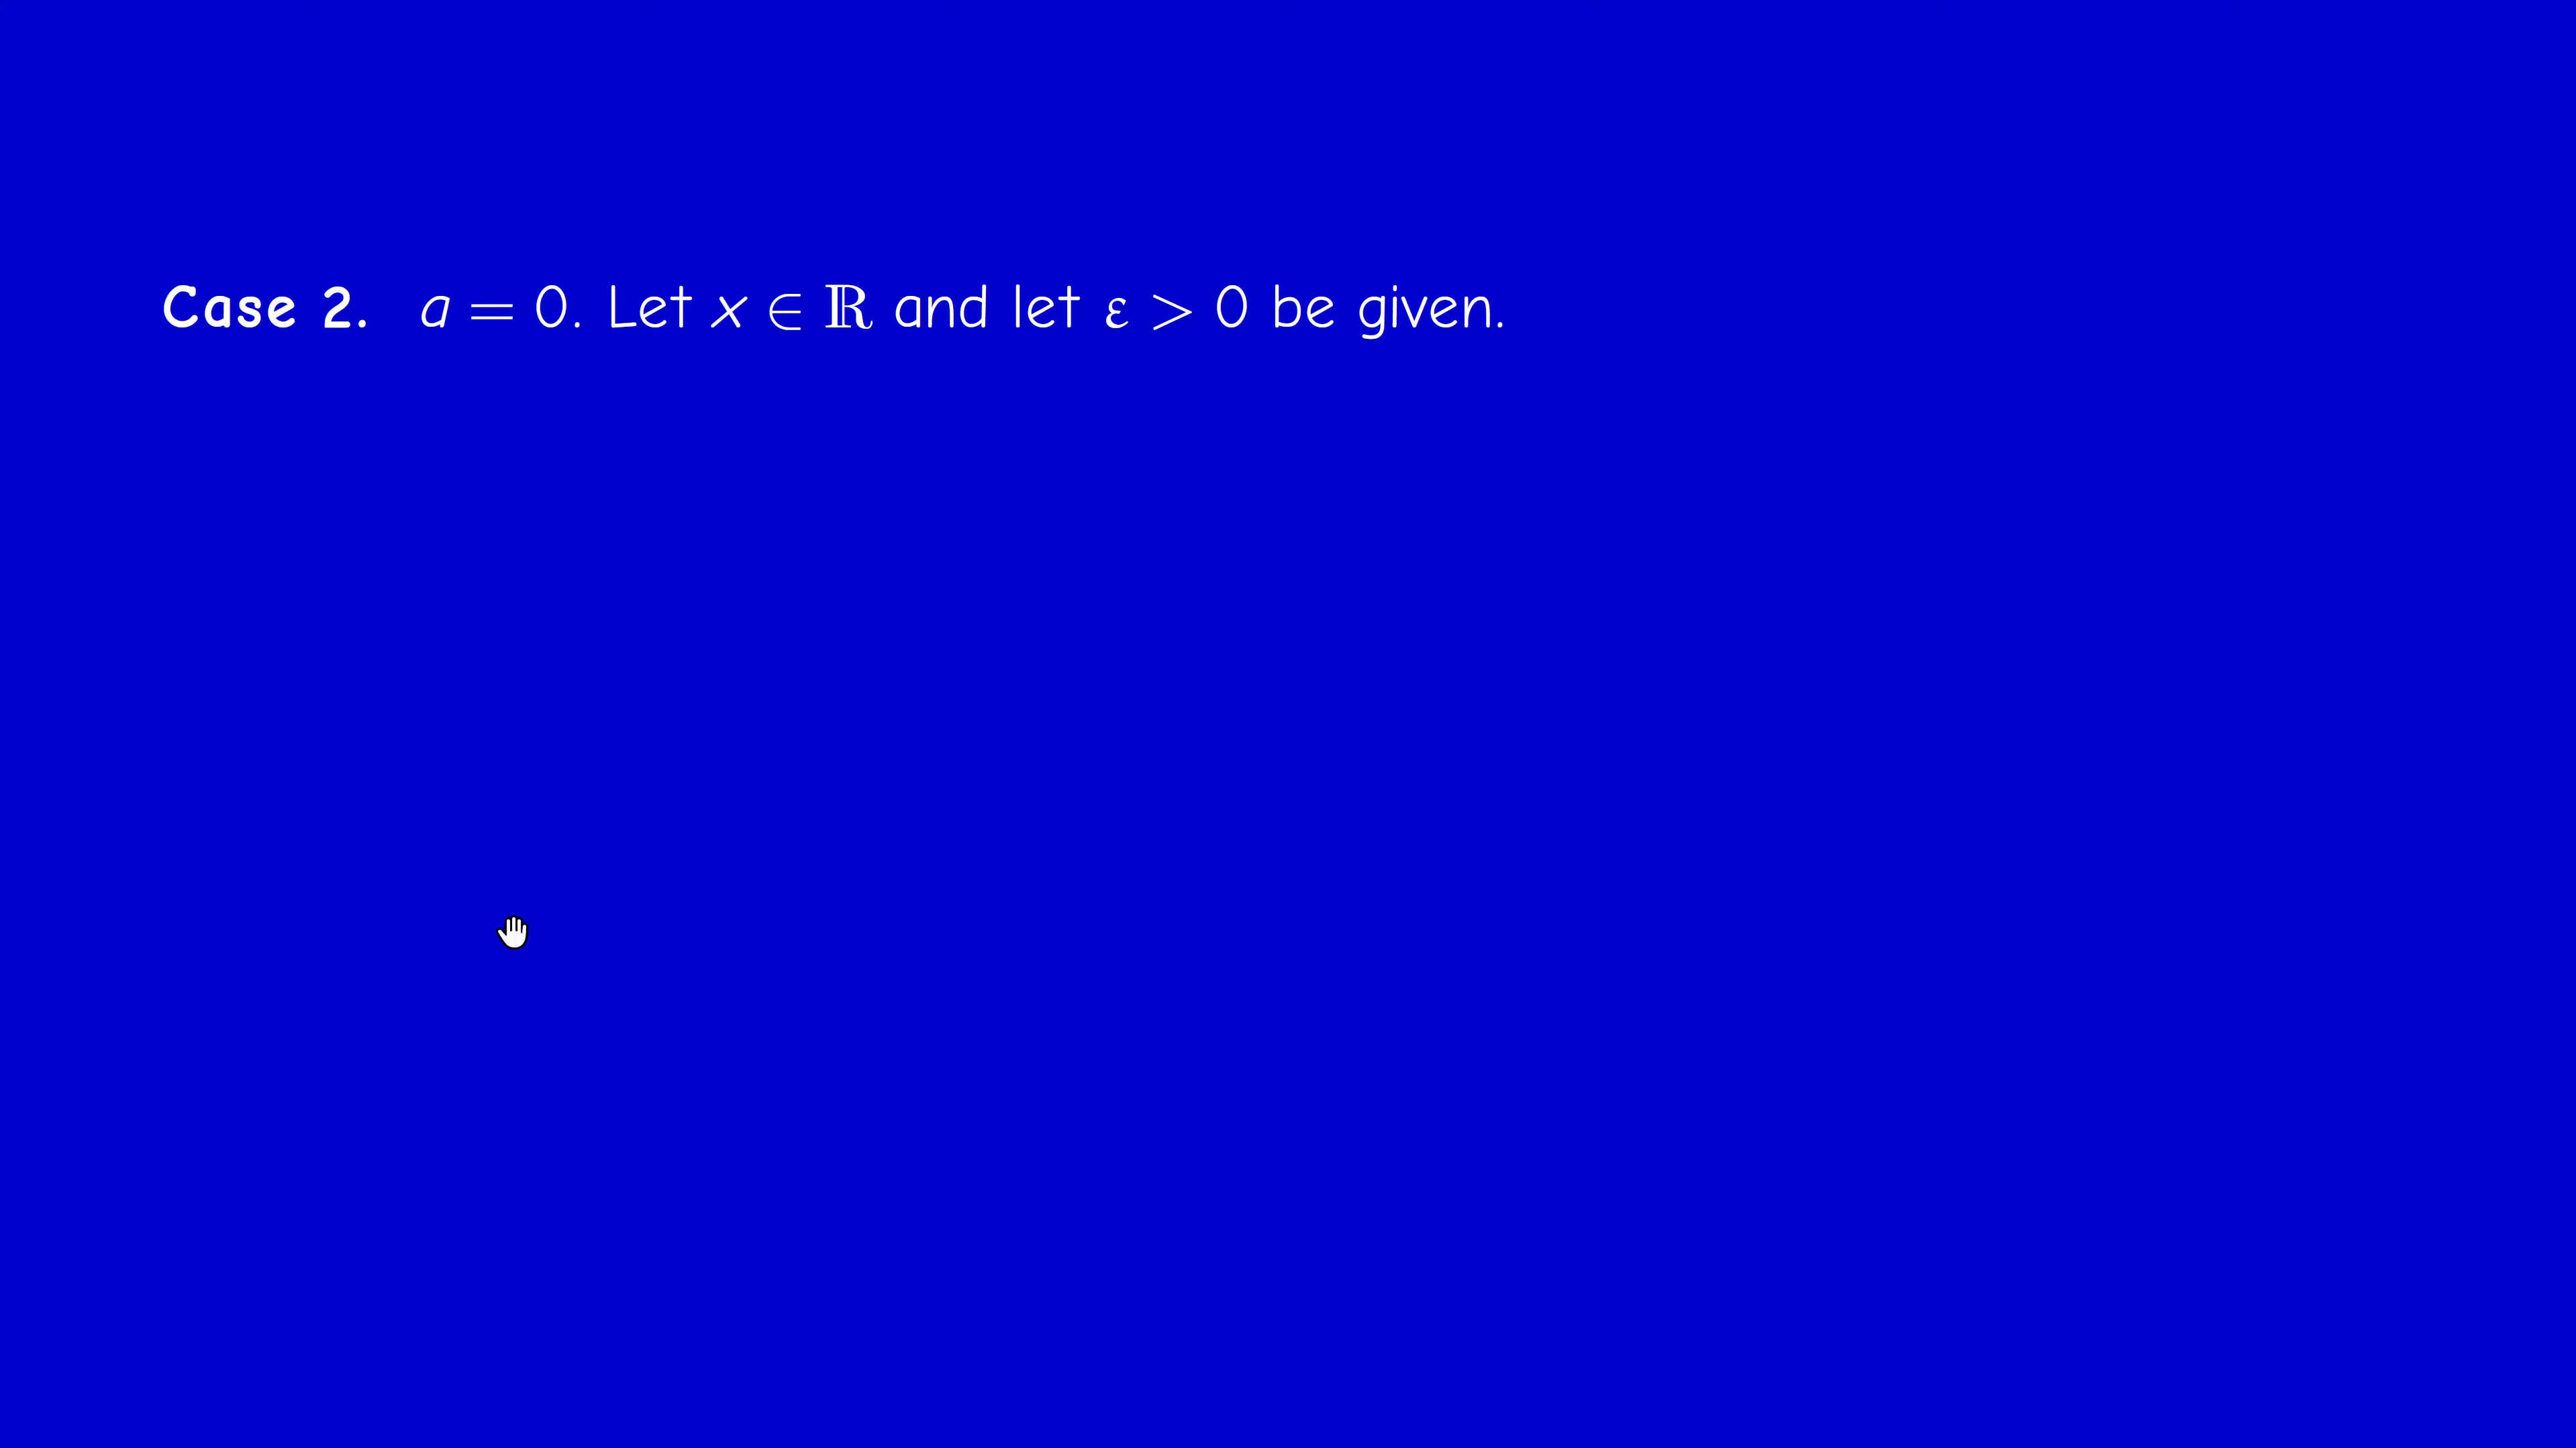 Case 2. a = 0. Let x ∈ ℝ and let ε > 0 be given.